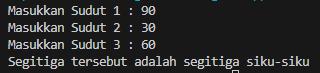 Masukkan Sudut 1 : 90
Masukkan Sudut 2 : 30
Masukkan Sudut 3 : 60
Segitiga tersebut adalah segitiga siku-siku